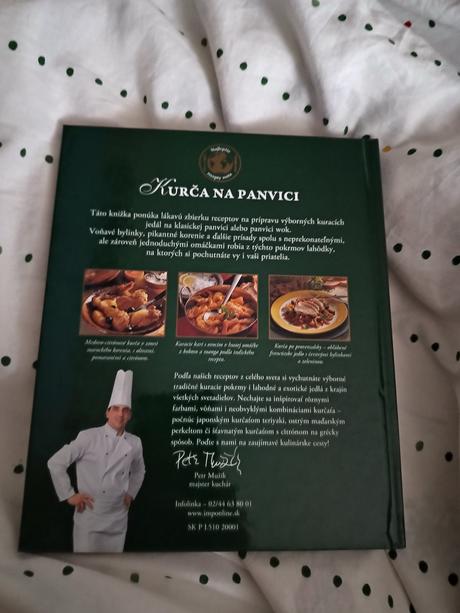 Najlepšie
recepty sveta
KURČA NA PANVICI
Táto knižka ponúka lákavú zbierku receptov na prípravu výborných kuracích
jedál na klasickej panvici alebo panvici wok.
Voňavé bylinky, pikantné korenie a ďalšie prísady spolu s neprekonateľnými,
ale zároveň jednoduchými omáčkami robia z týchto pokrmov lahôdky,
na ktorých si pochutnáte vy i vaši priatelia.
Medovo-citrónové kurča v zmesi
marockého korenia, s olivami,
pomarančmi a citrónom.
Kuracie kari s cícerom v hustej omáčke
z kokosu a manga podľa indického
receptu.
Kurča po provensalsky – obľúbené
francúzske jedlo s čerstvými bylinkami
a zeleninou.
Podľa našich receptov z celého sveta si vychutnáte výborné
tradičné kuracie pokrmy i lahodné a exotické jedlá z krajín
všetkých svetadielov. Nechajte sa inšpirovať rôznymi
farbami, vôňami i neobvyklými kombináciami kurčaťa –
počnúc japonským kurčaťom teriyaki, ostrým maďarským
perkeltom či šťavnatým kurčaťom s citrónom na grécky
spôsob. Poďte s nami na zaujímavé kulinárske cesty!
Petr Mužík
majster kuchár
Infolinka – 02/44 63 80 01
www.imponline.sk
SK P 1510 20001